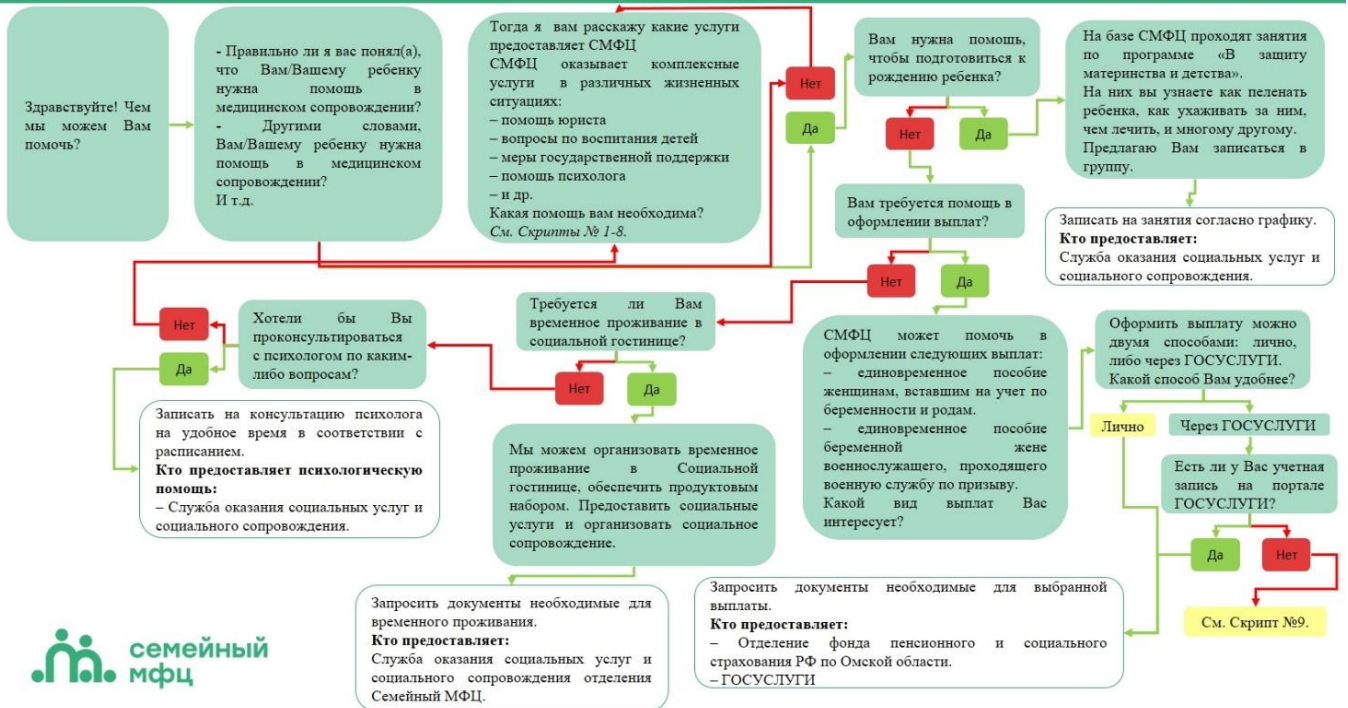 Здравствуйте! Чем
мы можем Вам
помочь?
- Правильно ли я вас понял(а),
что Вам/Вашему ребенку
нужна помощь в
медицинском сопровождении?
- Другими словами,
Вам/Вашему ребенку нужна
помощь в медицинском
сопровождении?
И т.д.
Тогда я вам расскажу какие услуги
предоставляет СМФЦ
СМФЦ оказывает комплексные
услуги в различных жизненных
ситуациях:
– помощь юриста
– вопросы по воспитания детей
– меры государственной поддержки
– помощь психолога
– и др.
Какая помощь вам необходима?
См. Скрипты № 1-8.
Нет
Да
Вам нужна помощь,
чтобы подготовиться к
рождению ребенка?
Нет
Да
На базе СМФЦ проходят занятия
по программе «В защиту
материнства и детства».
На них вы узнаете как пеленать
ребенка, как ухаживать за ним,
чем лечить, и многому другому.
Предлагаю Вам записаться в
группу.
Записать на занятия согласно графику.
Кто предоставляет:
Служба оказания социальных услуг и
социального сопровождения.
Вам требуется помощь в
оформлении выплат?
Нет
Да
Требуется ли Вам
временное проживание в
социальной гостинице?
Нет
Да
Хотели бы Вы
проконсультироваться
с психологом по каким-
либо вопросам?
Нет
Да
Записать на консультацию психолога
на удобное время в соответствии с
расписанием.
Кто предоставляет психологическую
помощь:
– Служба оказания социальных услуг и
социального сопровождения.
Мы можем организовать временное
проживание в Социальной
гостинице, обеспечить продуктовым
набором. Предоставить социальные
услуги и организовать социальное
сопровождение.
Запросить документы необходимые для
временного проживания.
Кто предоставляет:
Служба оказания социальных услуг и
социального сопровождения отделения
Семейный МФЦ.
СМФЦ может помочь в
оформлении следующих выплат:
– единовременное пособие
женщинам, вставшим на учет по
беременности и родам.
– единовременное пособие
беременной жене
военнослужащего, проходящего
военную службу по призыву.
Какой вид выплат Вас
интересует?
Оформить выплату можно
двумя способами: лично,
либо через ГОСУСЛУГИ.
Какой способ Вам удобнее?
Лично
Через ГОСУСЛУГИ
Есть ли у Вас учетная
запись на портале
ГОСУСЛУГИ?
Да
Нет
См. Скрипт №9.
Запросить документы необходимые для выбранной
выплаты.
Кто предоставляет:
– Отделение фонда пенсионного и социального
страхования РФ по Омской области.
– ГОСУСЛУГИ
семейный
мфц